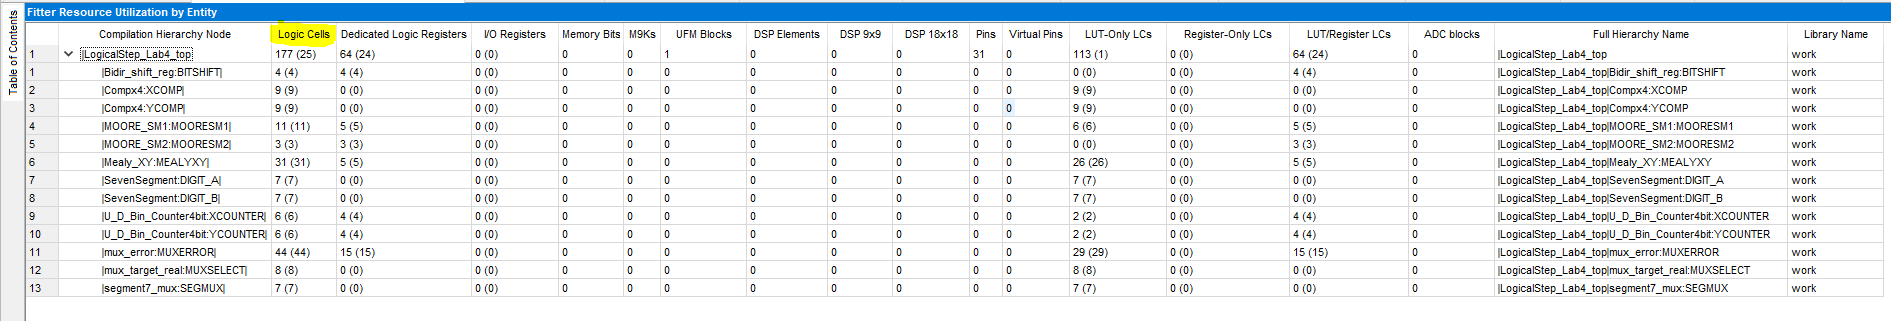 Table of Contents
Fitter Resource Utilization by Entity
Compilation Hierarchy Node Logic Cells Dedicated Logic Registers I/O Registers Memory Bits M9Ks UFM Blocks DSP Elements DSP 9x9 DSP 18x18 Pins Virtual Pins LUT-Only LCs Register-Only LCs LUT/Register LCs ADC blocks Full Hierarchy Name Library Name
1 |LogicalStep_Lab4_top 177 (25) 64 (24) 0 (0) 0 0 1 0 0 0 31 0 113 (1) 0 (0) 64 (24) 0 |LogicalStep_Lab4_top work
1 |Bidir_shift_reg:BITSHIFT| 4 (4) 4 (4) 0 (0) 0 0 0 0 0 0 0 0 0 (0) 0 (0) 4 (4) 0 |LogicalStep_Lab4_top|Bidir_shift_reg:BITSHIFT work
2 |Compx4:XCOMP| 9 (9) 0 (0) 0 (0) 0 0 0 0 0 0 0 0 9 (9) 0 (0) 0 (0) 0 |LogicalStep_Lab4_top|Compx4:XCOMP work
3 |Compx4:YCOMP| 9 (9) 0 (0) 0 (0) 0 0 0 0 0 0 0 0 9 (9) 0 (0) 0 (0) 0 |LogicalStep_Lab4_top|Compx4:YCOMP work
4 |MOORE_SM1:MOORESM1| 11 (11) 5 (5) 0 (0) 0 0 0 0 0 0 0 0 6 (6) 0 (0) 5 (5) 0 |LogicalStep_Lab4_top|MOORE_SM1:MOORESM1 work
5 |MOORE_SM2:MOORESM2| 3 (3) 3 (3) 0 (0) 0 0 0 0 0 0 0 0 0 (0) 0 (0) 3 (3) 0 |LogicalStep_Lab4_top|MOORE_SM2:MOORESM2 work
6 |Mealy_XY:MEALYXY| 31 (31) 5 (5) 0 (0) 0 0 0 0 0 0 0 0 26 (26) 0 (0) 5 (5) 0 |LogicalStep_Lab4_top|Mealy_XY:MEALYXY work
7 |SevenSegment:DIGIT_A| 7 (7) 0 (0) 0 (0) 0 0 0 0 0 0 0 0 7 (7) 0 (0) 0 (0) 0 |LogicalStep_Lab4_top|SevenSegment:DIGIT_A work
8 |SevenSegment:DIGIT_B| 7 (7) 0 (0) 0 (0) 0 0 0 0 0 0 0 0 7 (7) 0 (0) 0 (0) 0 |LogicalStep_Lab4_top|SevenSegment:DIGIT_B work
9 |U_D_Bin_Counter4bit:XCOUNTER| 6 (6) 4 (4) 0 (0) 0 0 0 0 0 0 0 0 2 (2) 0 (0) 4 (4) 0 |LogicalStep_Lab4_top|U_D_Bin_Counter4bit:XCOUNTER work
10 |U_D_Bin_Counter4bit:YCOUNTER| 6 (6) 4 (4) 0 (0) 0 0 0 0 0 0 0 0 2 (2) 0 (0) 4 (4) 0 |LogicalStep_Lab4_top|U_D_Bin_Counter4bit:YCOUNTER work
11 |mux_error:MUXERROR| 44 (44) 15 (15) 0 (0) 0 0 0 0 0 0 0 0 29 (29) 0 (0) 15 (15) 0 |LogicalStep_Lab4_top|mux_error:MUXERROR work
12 |mux_target_real:MUXSELECT| 8 (8) 0 (0) 0 (0) 0 0 0 0 0 0 0 0 8 (8) 0 (0) 0 (0) 0 |LogicalStep_Lab4_top|mux_target_real:MUXSELECT work
13 |segment7_mux:SEGMUX| 7 (7) 0 (0) 0 (0) 0 0 0 0 0 0 0 0 7 (7) 0 (0) 0 (0) 0 |LogicalStep_Lab4_top|segment7_mux:SEGMUX work